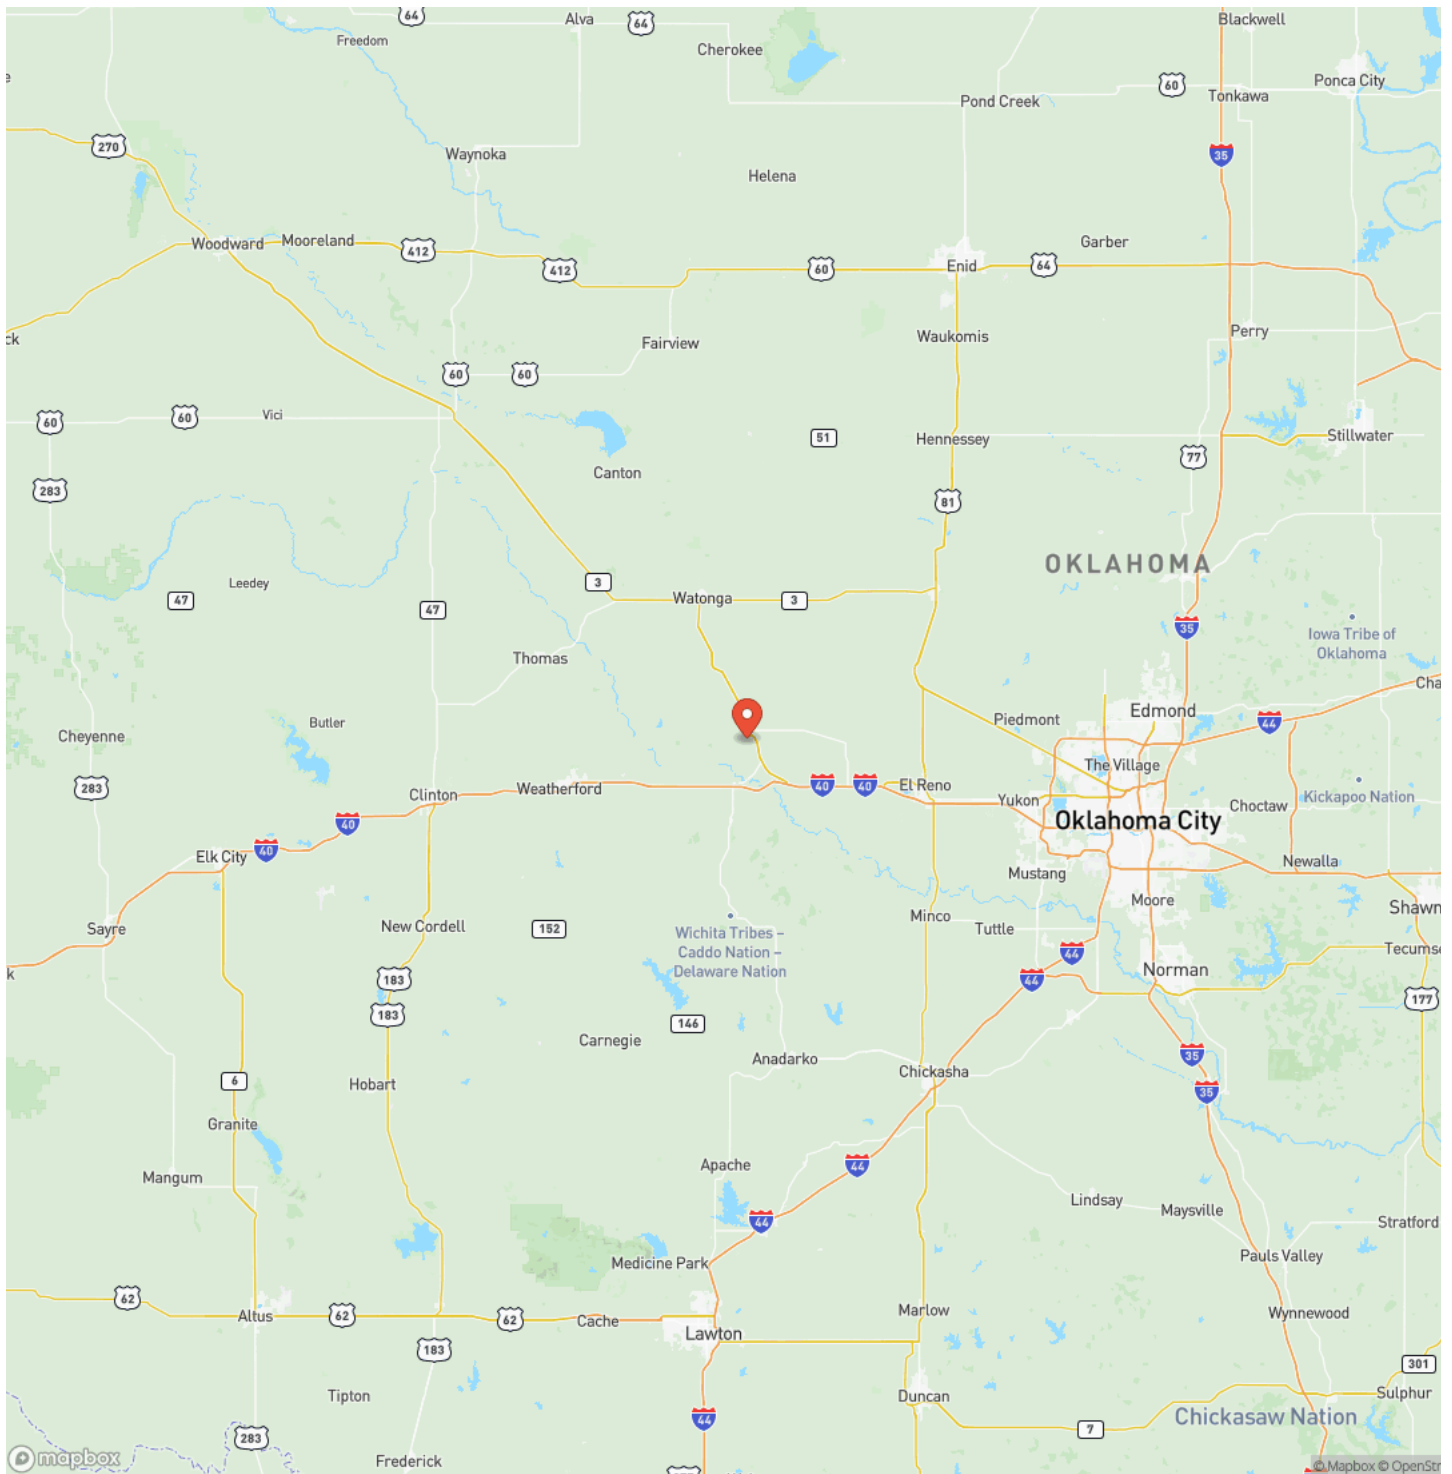 64
Alva
64
Blackwell
Freedom
Cherokee
e
60
Ponca City
Tonkawa
Pond Creek
270
35
Waynoka
Helena
Woodward
Mooreland
412
Garber
412
60
Enid
64
ck
Fairview
Waukomis
Perry
60
60
60
60
Vici
51
Hennessey
Stillwater
77
Canton
283
81
OKLAHOMA
3
Leedey
47
47
Watonga
3
35
Iowa Tribe of
Oklahoma
Thomas
Cha
Edmond
Piedmont
44
Butler
Cheyenne
The Village
283
Clinton
Weatherford
40
40
El Reno
Yukon
Choctaw
Kickapoo Nation
40
Oklahoma City
40
Elk City
Newalla
Mustang
Moore
Shawn
Sayre
New Cordell
152
Wichita Tribes –
Caddo Nation –
Delaware Nation
Minco
Tuttle
Tecumse
44
k
183
44
Norman
183
146
177
Carnegie
Anadarko
35
Chickasha
6
Hobart
35
Granite
Mangum
Apache
44
Lindsay
Maysville
Stratford
44
Medicine Park
Pauls Valley
62
Altus
62
62
Cache
Marlow
Wynnewood
Lawton
183
301
Tipton
Duncan
Sulphur
44
7
Chickasaw Nation
283
Frederick
mapbox
© Mapbox © OpenStr